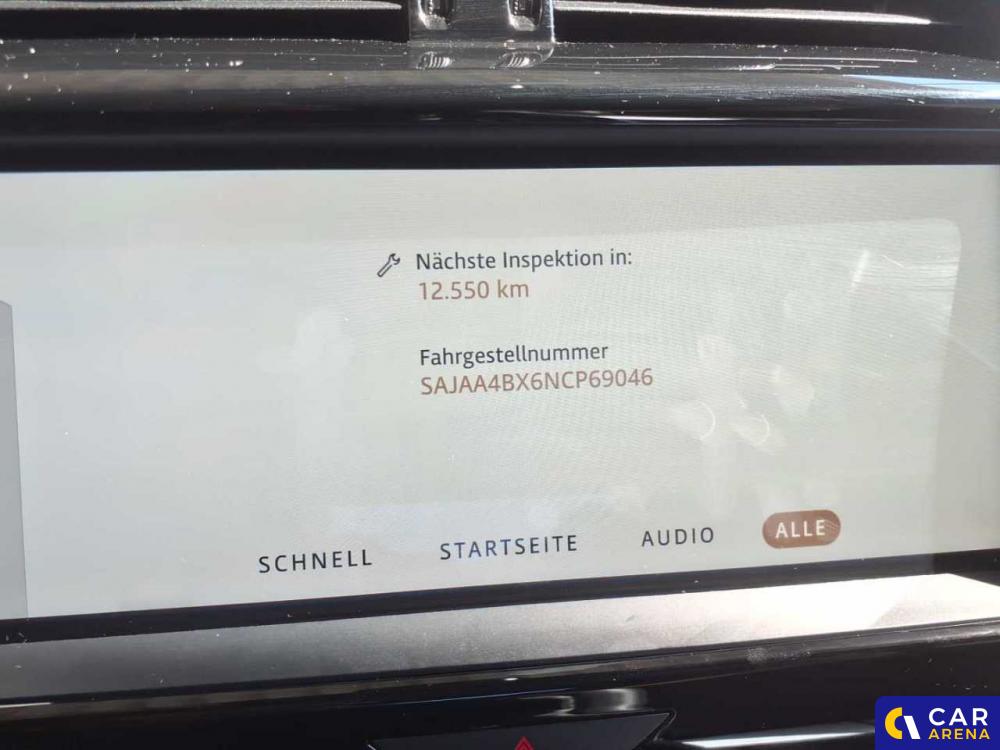 Nächste Inspektion in:
12.550 km
Fahrgestellnummer
SAJAA4BX6NCP69046
SCHNELL STARTSEITE AUDIO ALLE
CAR
ARENA